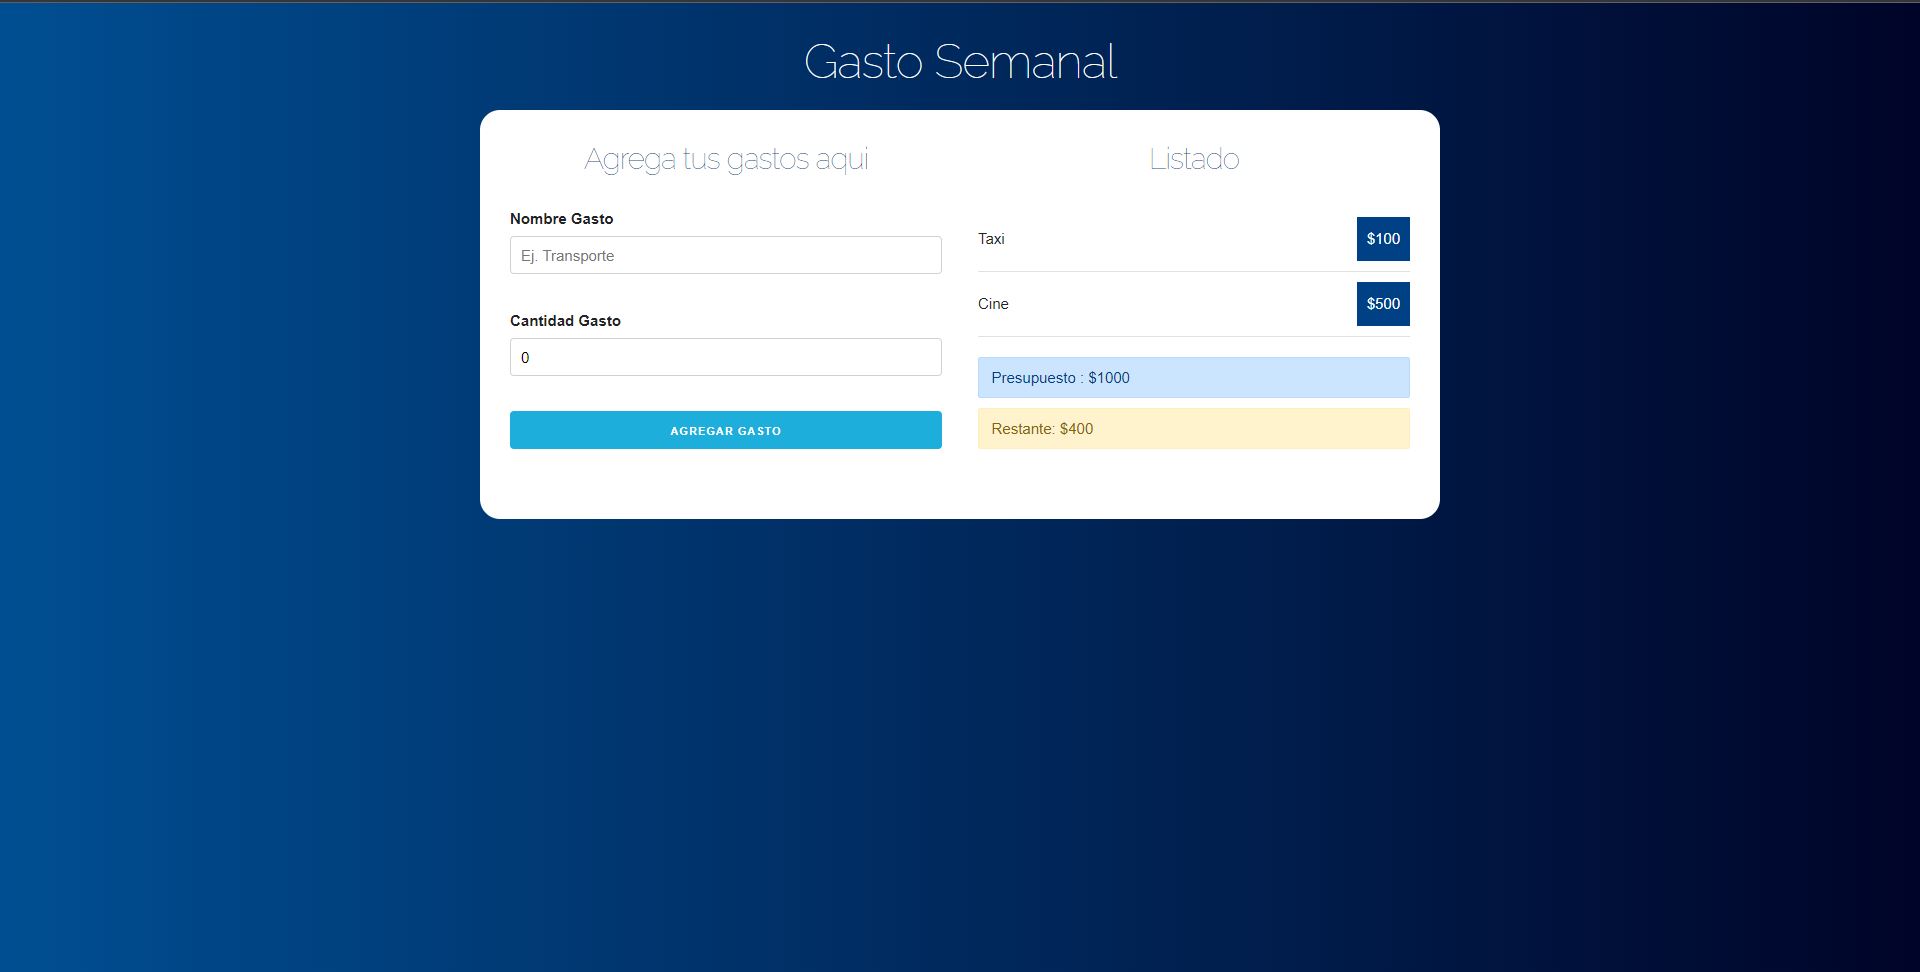 Gasto Semanal
Agrega tus gastos aqui
Nombre Gasto
Ej. Transporte
Cantidad Gasto
0
AGREGAR GASTO
Listado
Taxi $100
Cine $500
Presupuesto : $1000
Restante: $400